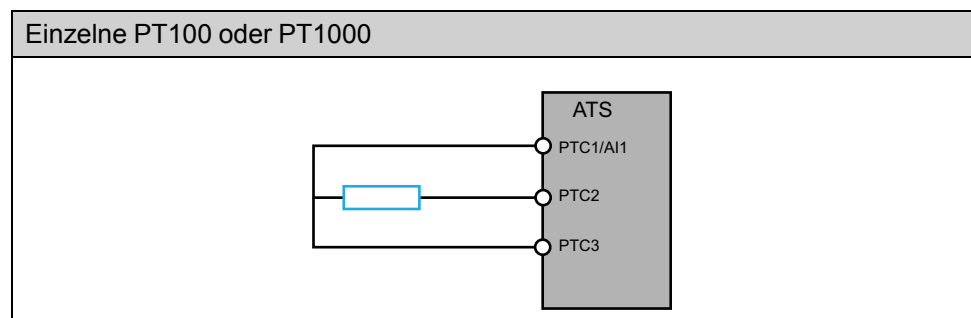 Einzelne PT100 oder PT1000
ATS
PTC1/AI1
PTC2
PTC3